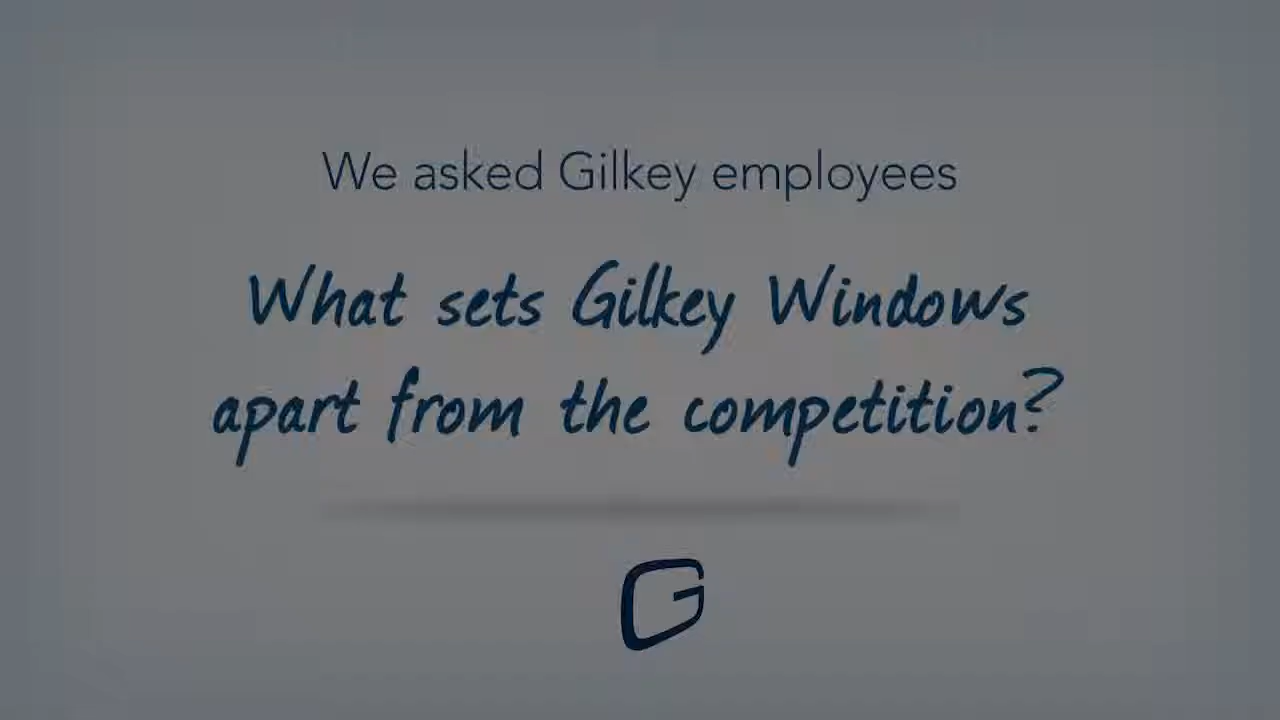 We asked Gilkey employees
What sets Gilkey Windows
apart from the competition?
G